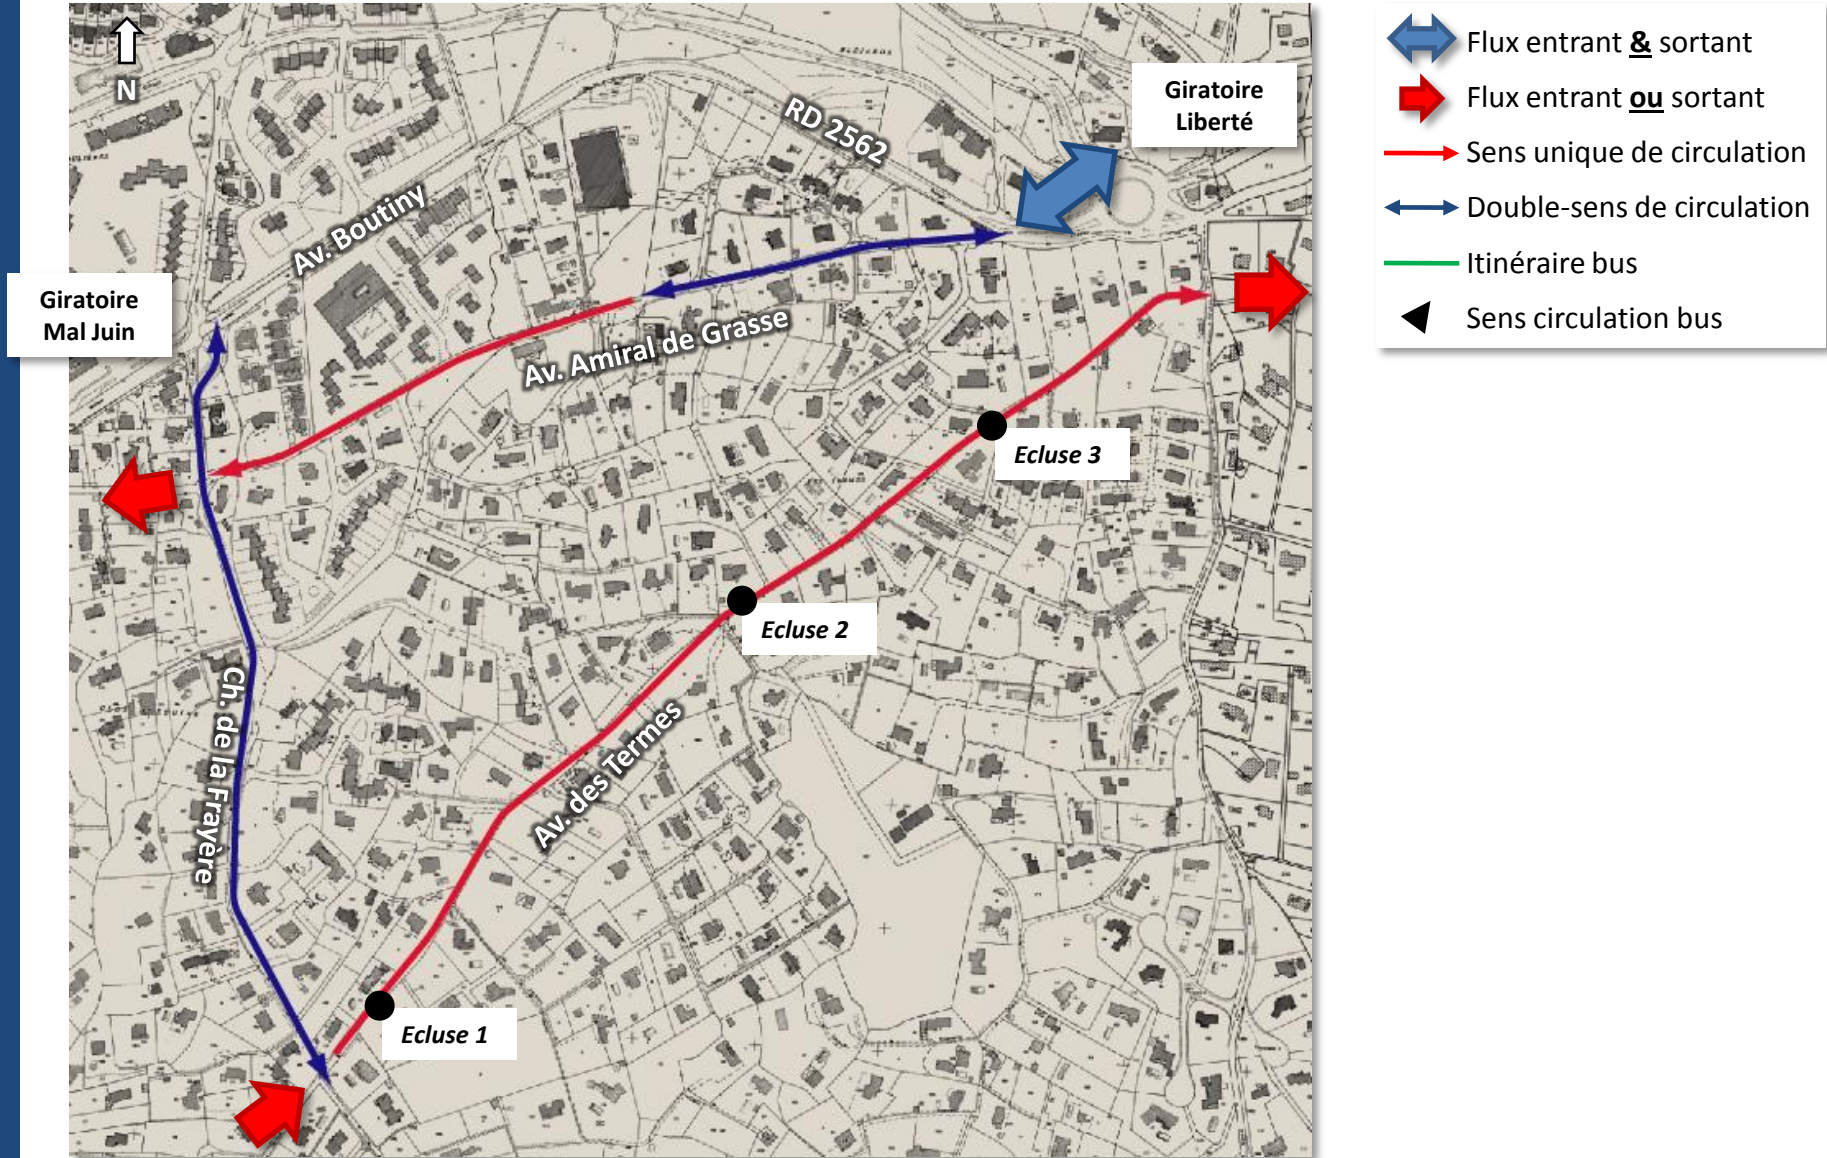 N
Giratoire
Liberté
RD 2562
Av. Boutiny
Giratoire
Mal Juin
Av. Amiral de Grasse
Ecluse 3
Ecluse 2
Ch. de la Frayère
Av. des Termes
Ecluse 1
Flux entrant & sortant
Flux entrant ou sortant
Sens unique de circulation
Double-sens de circulation
Itinéraire bus
Sens circulation bus